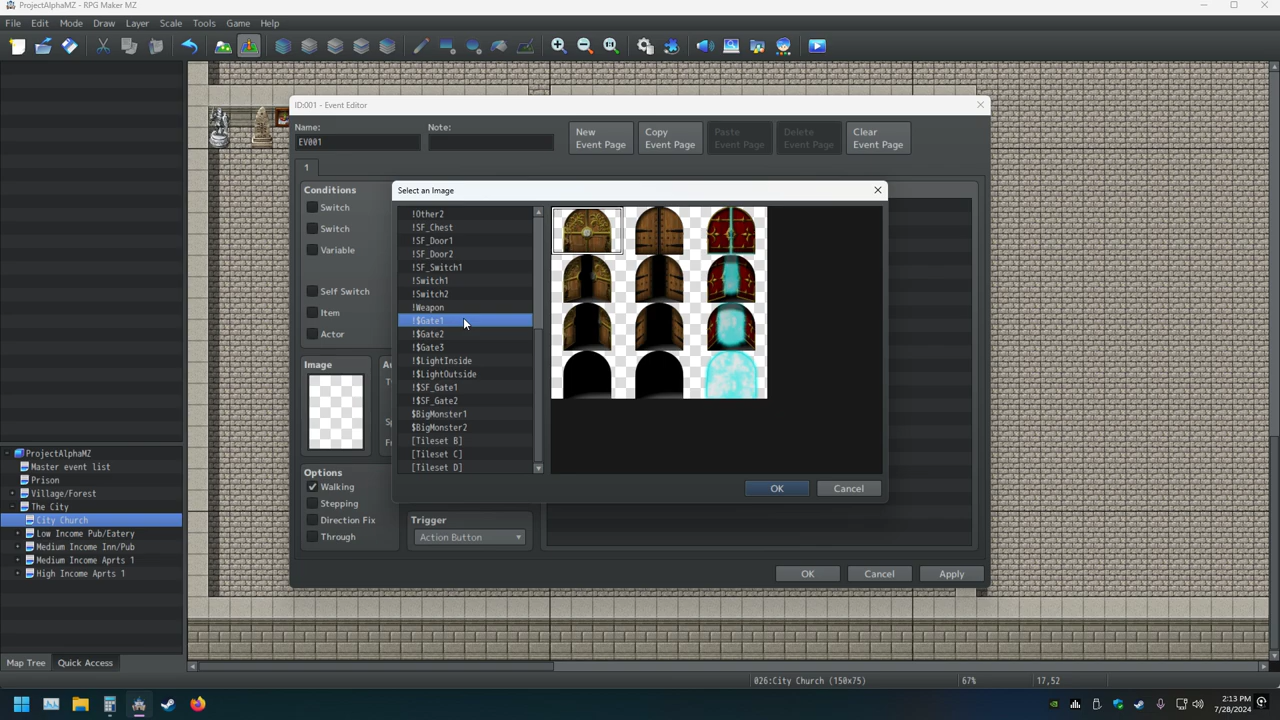 ProjectAlphaMZ - RPG Maker MZ
File Edit Mode Draw Layer Scale Tools Game Help
ID:001 - Event Editor
Name: Note:
EV001
New Event Page
Copy Event Page
Paste Event Page
Delete Event Page
Clear Event Page
1
Conditions
Switch
Switch
Variable
Self Switch
Item
Actor
Image
Options
Walking
Stepping
Direction Fix
Through
Trigger
Action Button
OK Cancel Apply
Select an Image
!Other2
!SF_Chest
!SF_Door1
!SF_Door2
!SF_Switch1
!Switch1
!Switch2
!Weapon
!$Gate1
!$Gate2
!$Gate3
!$LightInside
!$LightOutside
!$SF_Gate1
!$SF_Gate2
$BigMonster1
$BigMonster2
[Tileset B]
[Tileset C]
[Tileset D]
OK Cancel
ProjectAlphaMZ
Master event list
Prison
Village/Forest
The City
City Church
Low Income Pub/Eatery
Medium Income Inn/Pub
Medium Income Aprts 1
High Income Aprts 1
Map Tree Quick Access
026:City Church (150x75) 67% 17,52
2:13 PM
7/28/2024